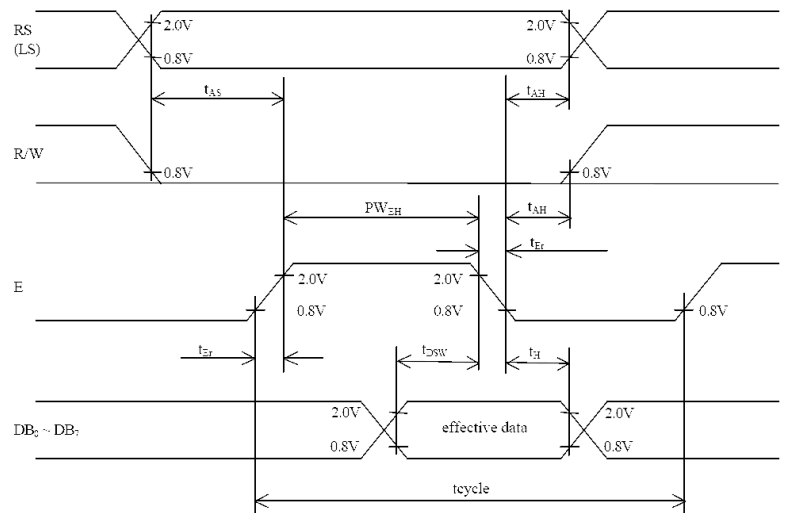 RS
(LS)
2.0V
2.0V
0.8V
0.8V
tAS
tAH
R/W
0.8V
0.8V
PWEH
tAH
tEr
E
2.0V
2.0V
0.8V
0.8V
0.8V
tEr
tDSW
tH
DB0 ~ DB7
2.0V
effective data
2.0V
0.8V
0.8V
tcycle